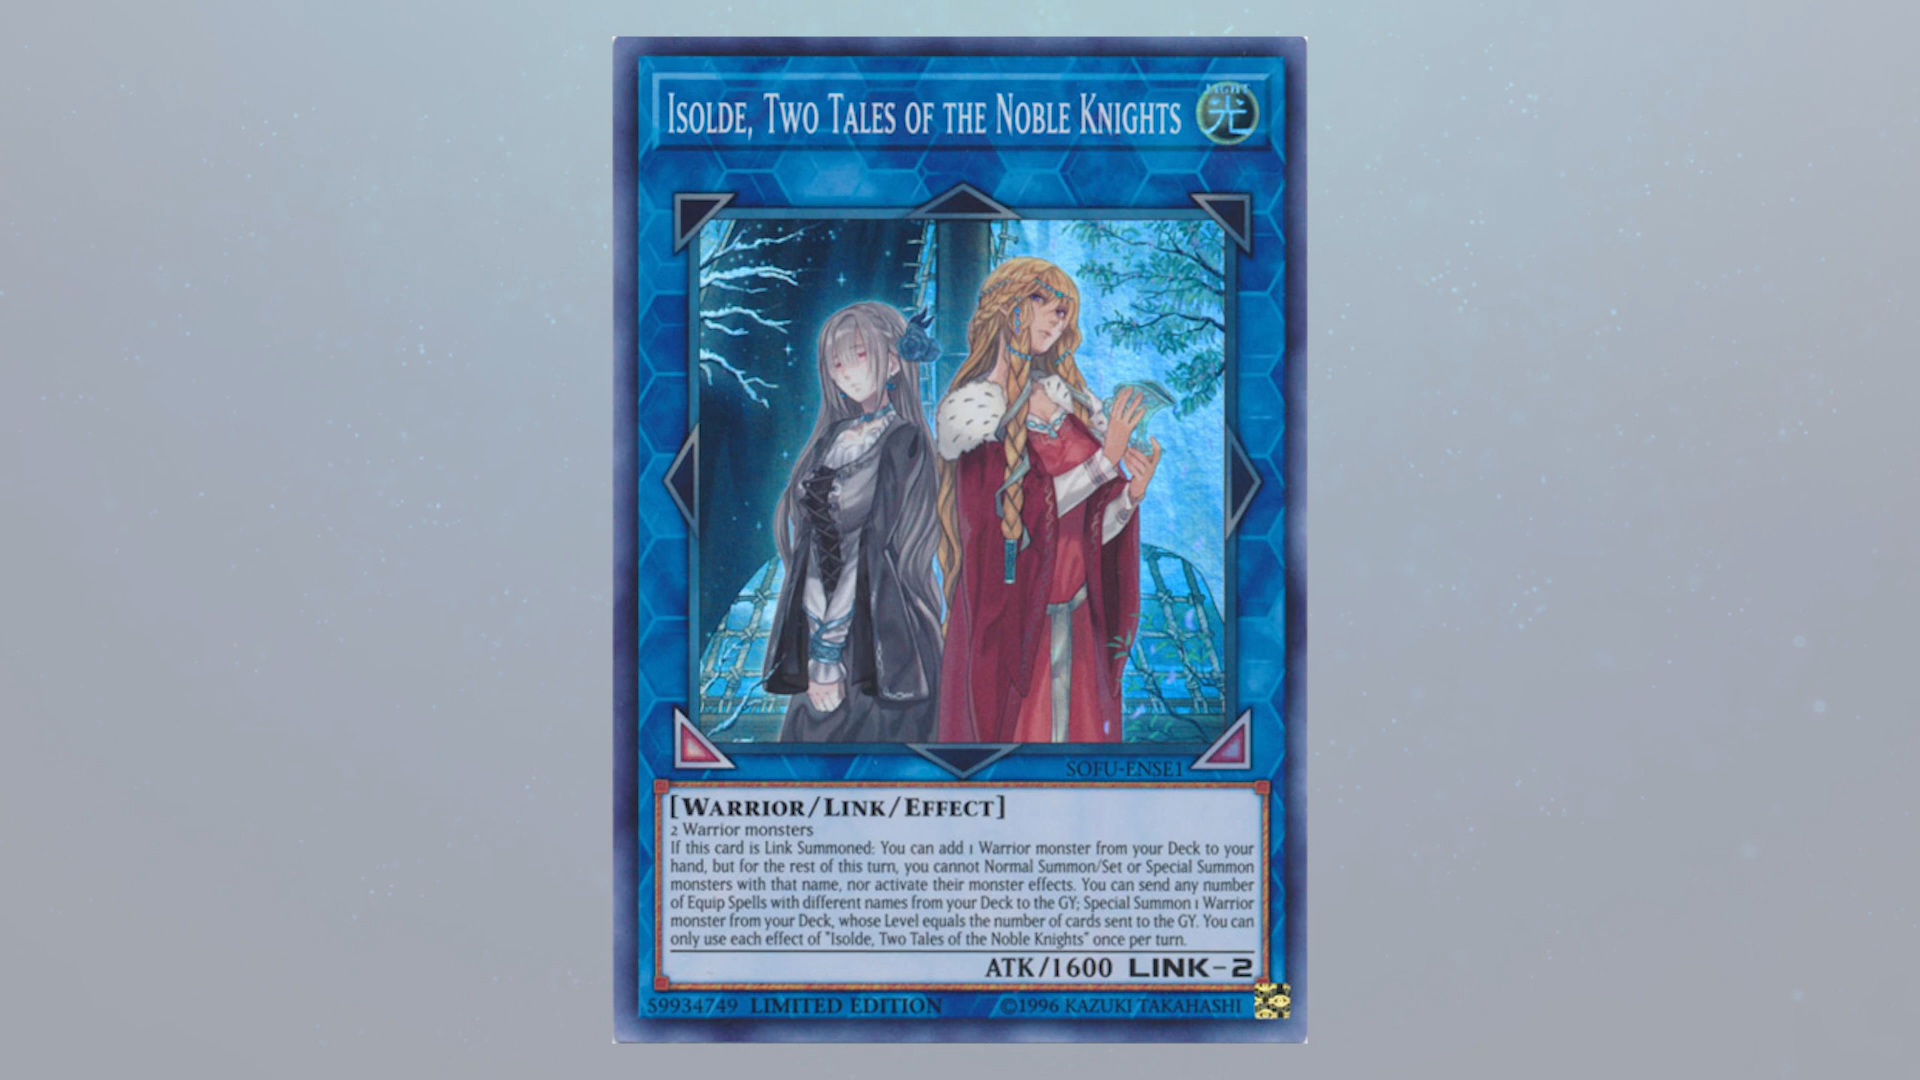 ISOLDE, TWO TALES OF THE NOBLE KNIGHTS
LIGHT
光
SOFU-ENSE1
[WARRIOR/LINK/EFFECT]
2 Warrior monsters
If this card is Link Summoned: You can add 1 Warrior monster from your Deck to your
hand, but for the rest of this turn, you cannot Normal Summon/Set or Special Summon
monsters with that name, nor activate their monster effects. You can send any number
of Equip Spells with different names from your Deck to the GY; Special Summon 1 Warrior
monster from your Deck, whose Level equals the number of cards sent to the GY. You can
only use each effect of "Isolde, Two Tales of the Noble Knights" once per turn.
ATK/1600 LINK-2
59934749 LIMITED EDITION ©1996 KAZUKI TAKAHASHI